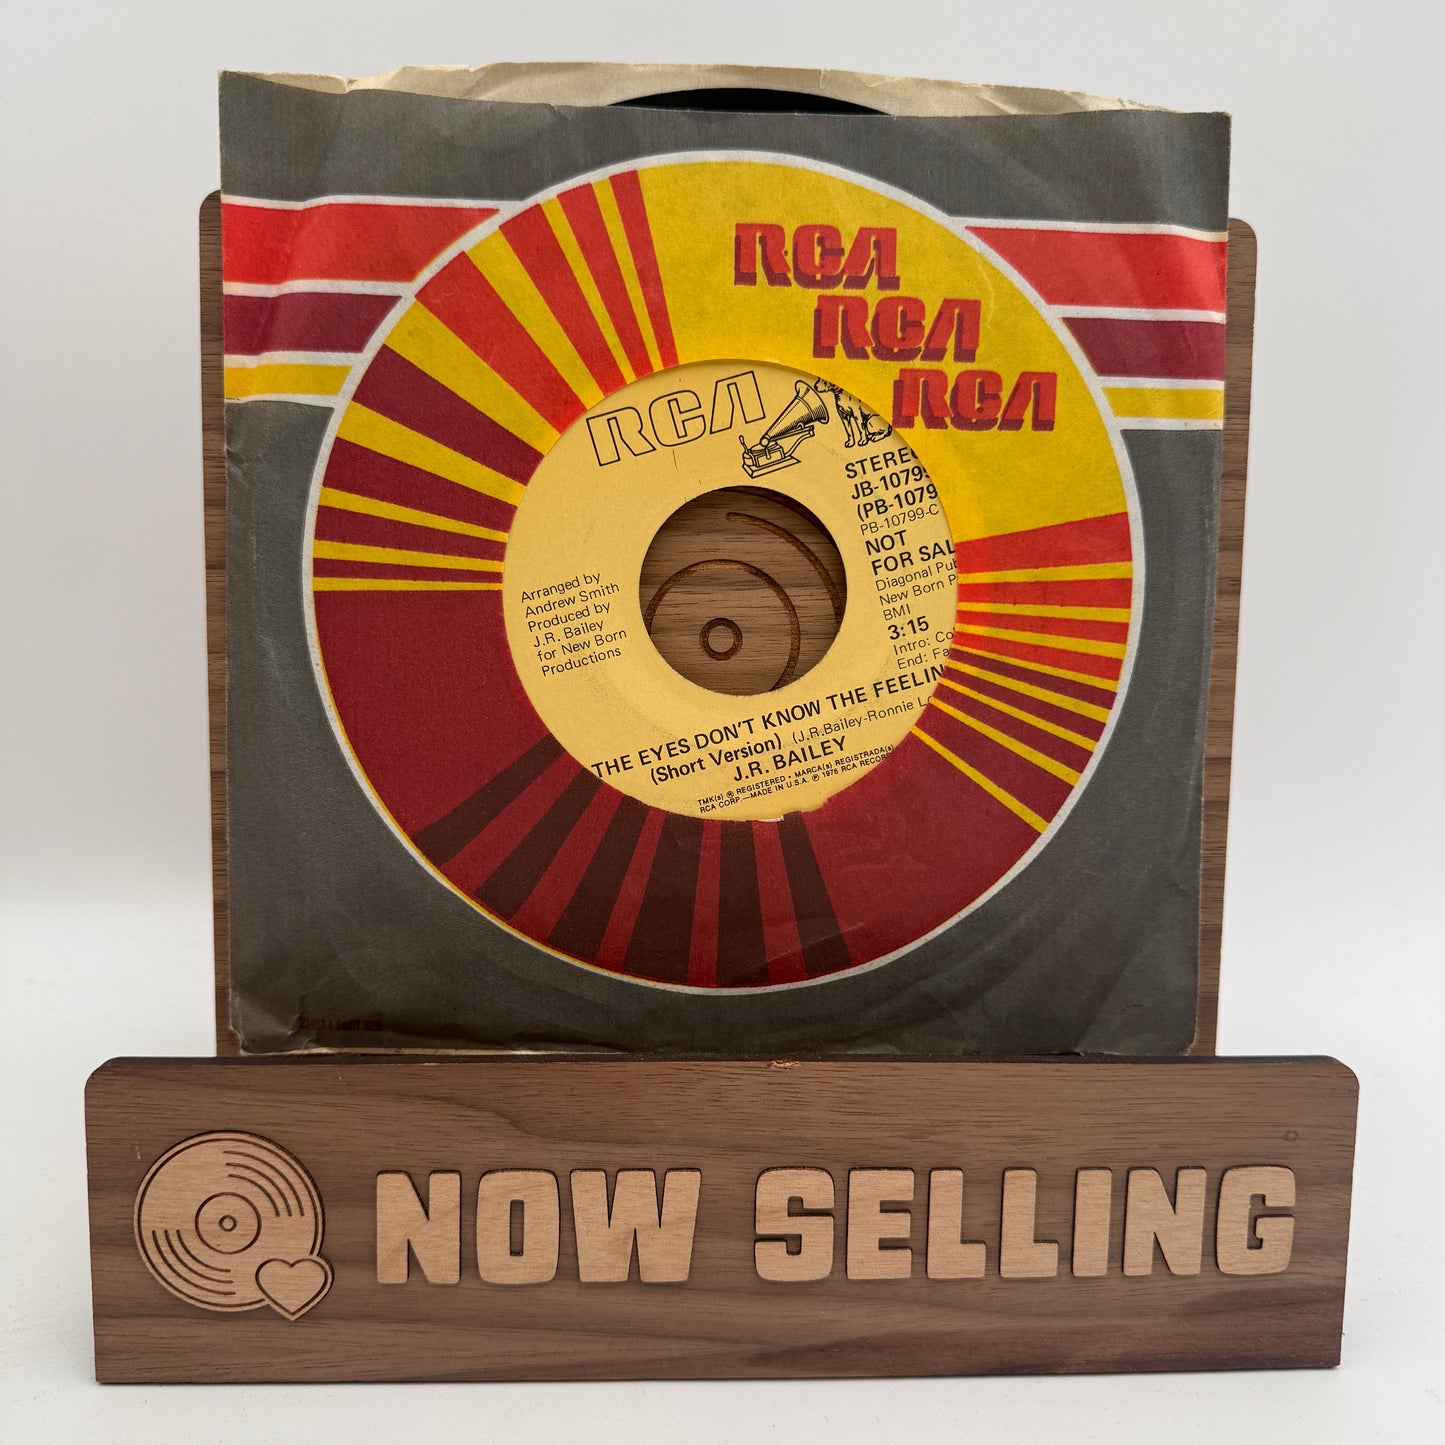 RCA
RCA
RCA
RCA
STEREO
JB-10799
(PB-1079
PB-10799-C
NOT
FOR SAL
Diagonal Pub
New Born P
BMI
3:15
Intro: Co
End: Fa
Arranged by
Andrew Smith
Produced by
J.R. Bailey
for New Born
Productions
THE EYES DON'T KNOW THE FEELIN
(Short Version) (J.R.Bailey-Ronnie
J.R. BAILEY
TMK(s) ® REGISTERED • MARCA(s) REGISTRADA(s)
RCA CORP.—MADE IN U.S.A. ℗ 1976 RCA RECOR
NOW SELLING